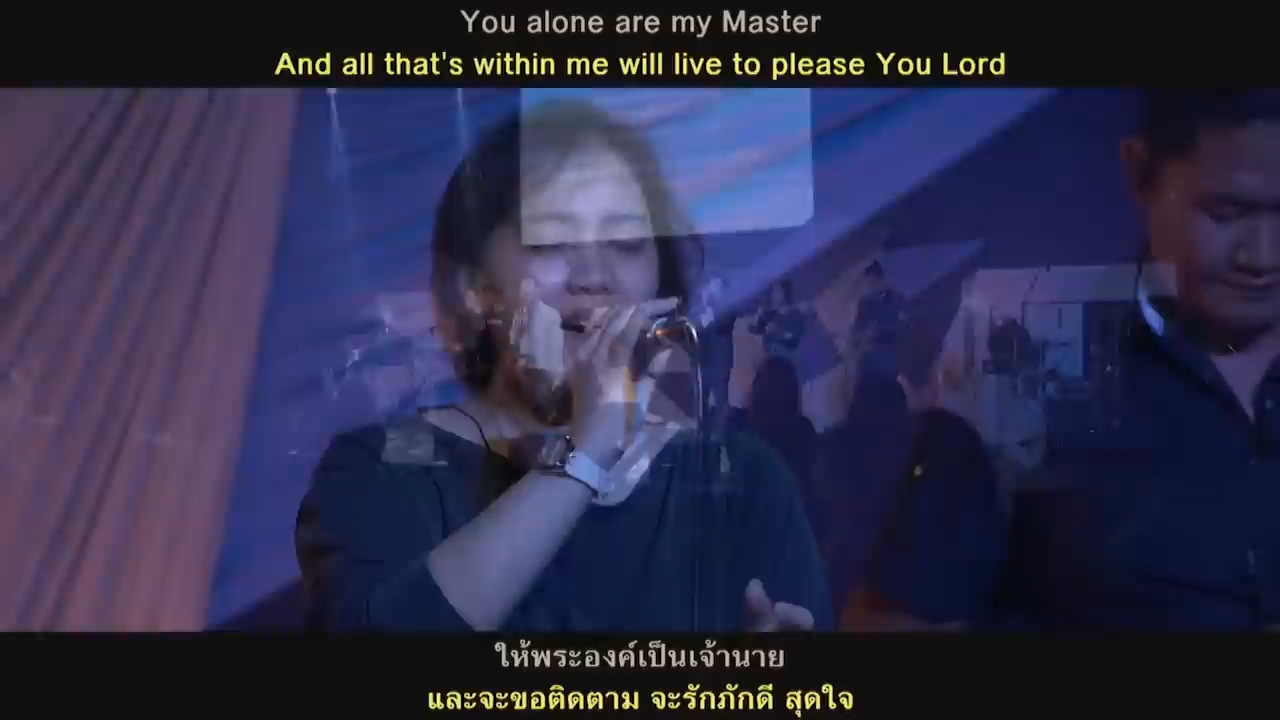 You alone are my Master
And all that's within me will live to please You Lord
ให้พระองค์เป็นเจ้านาย
และจะขอติดตาม จะรักภักดี สุดใจ